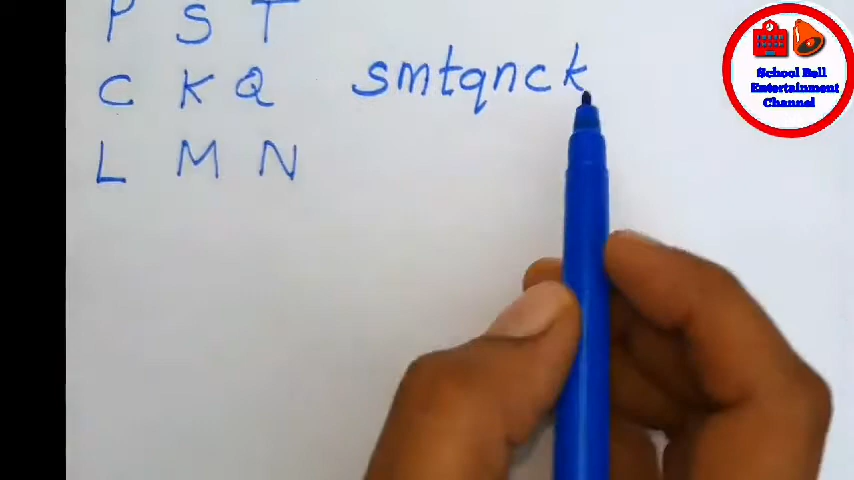 P S T
C K Q smtqnck
L M N
School Bell
Entertainment
Channel